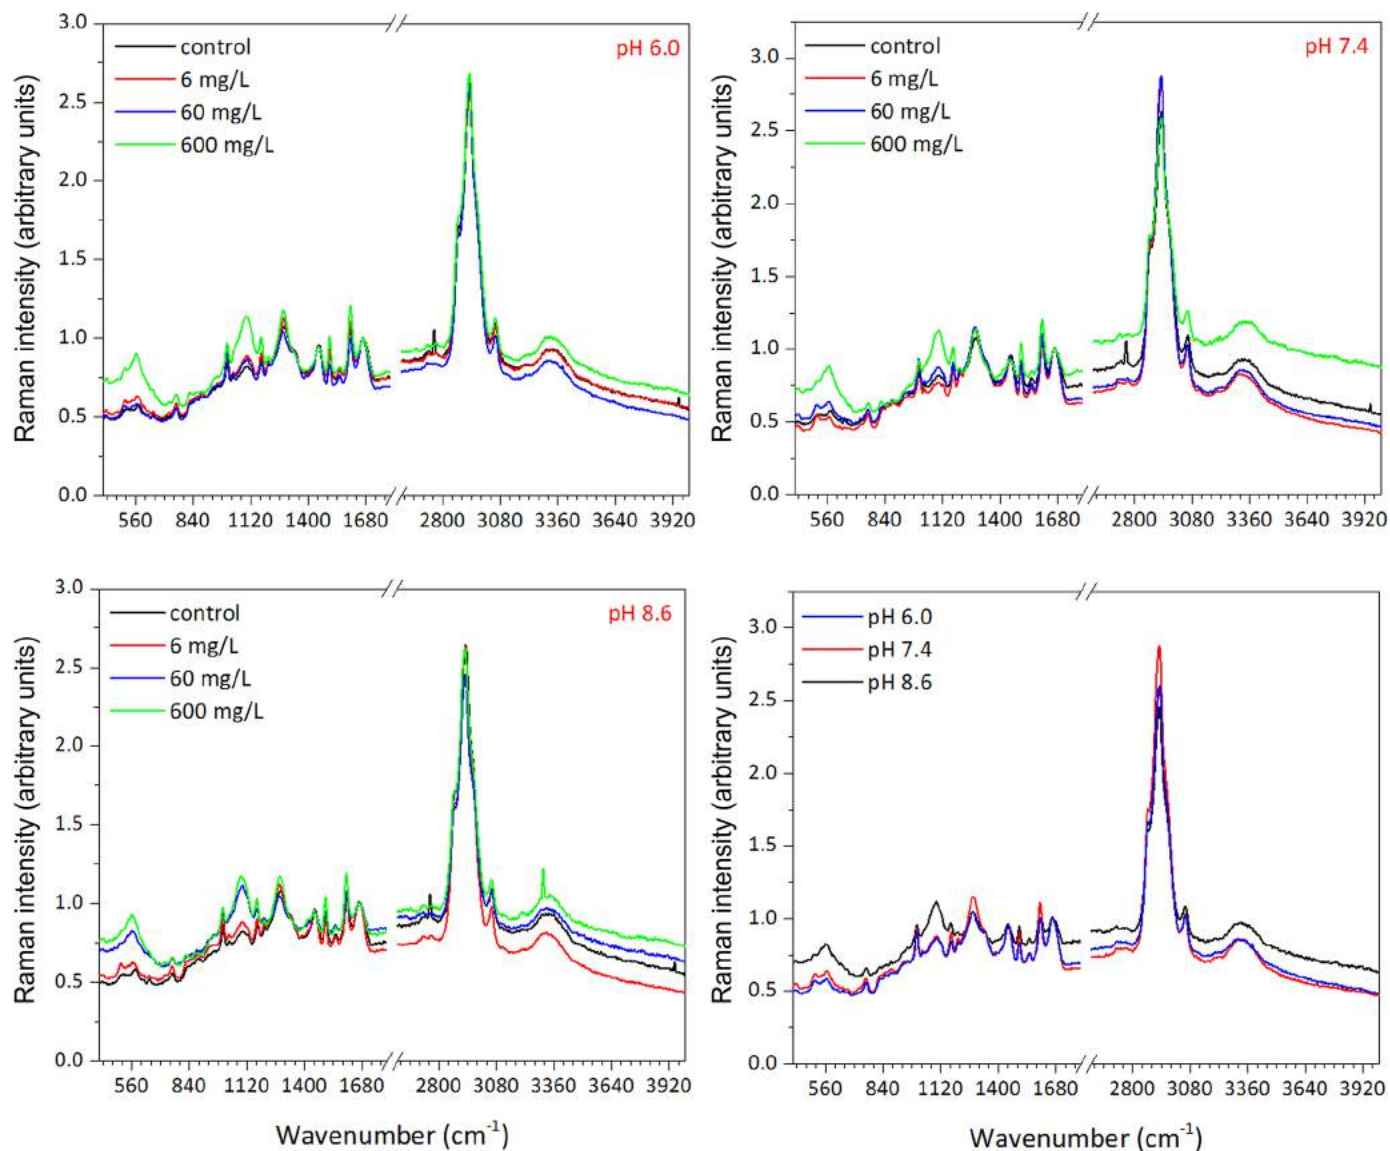 3.0
control
6 mg/L
60 mg/L
600 mg/L
pH 6.0
2.5
2.0
1.5
1.0
0.5
0.0
Raman intensity (arbitrary units)
560 840 1120 1400 1680 2800 3080 3360 3640 3920
3.0
control
6 mg/L
60 mg/L
600 mg/L
pH 7.4
2.5
2.0
1.5
1.0
0.5
0.0
Raman intensity (arbitrary units)
560 840 1120 1400 1680 2800 3080 3360 3640 3920
3.0
control
6 mg/L
60 mg/L
600 mg/L
pH 8.6
2.5
2.0
1.5
1.0
0.5
0.0
Raman intensity (arbitrary units)
560 840 1120 1400 1680 2800 3080 3360 3640 3920
Wavenumber (cm⁻¹)
3.0
pH 6.0
pH 7.4
pH 8.6
2.5
2.0
1.5
1.0
0.5
0.0
Raman intensity (arbitrary units)
560 840 1120 1400 1680 2800 3080 3360 3640 3920
Wavenumber (cm⁻¹)